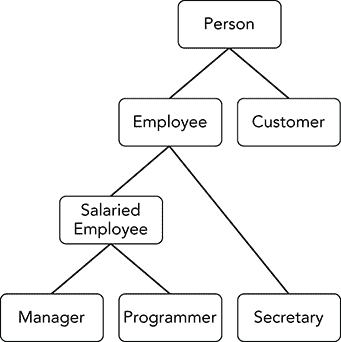 Person
Employee
Customer
Salaried
Employee
Manager
Programmer
Secretary